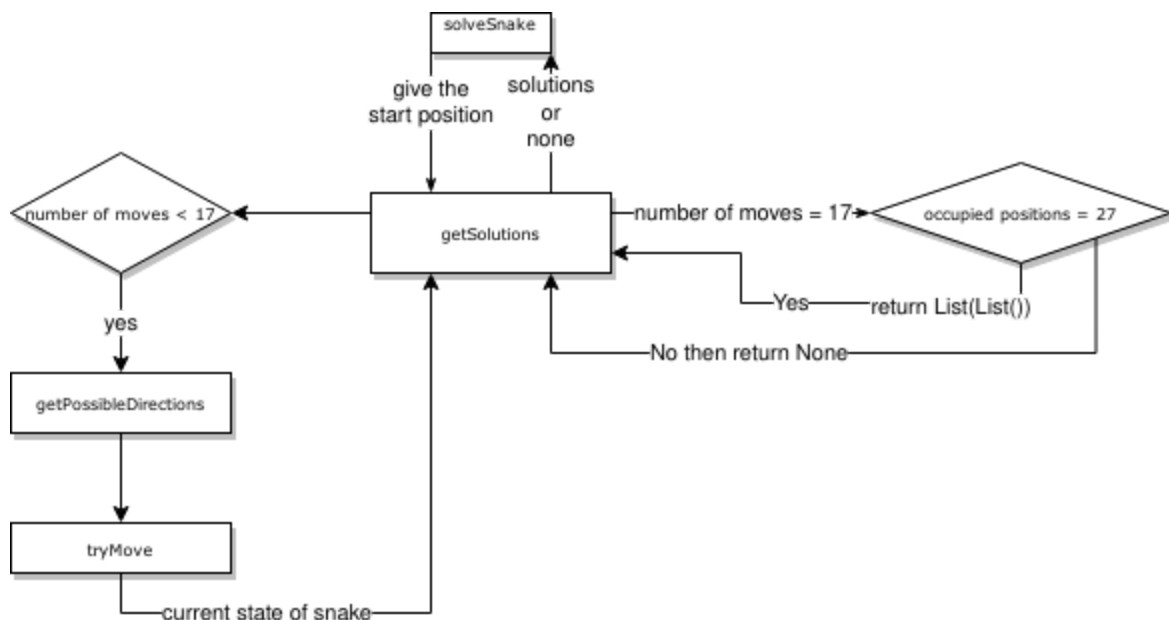 solveSnake
give the
start position
solutions
or
none
number of moves < 17
getSolutions
number of moves = 17
occupied positions = 27
Yes
return List(List())
yes
No then return None
getPossibleDirections
tryMove
current state of snake